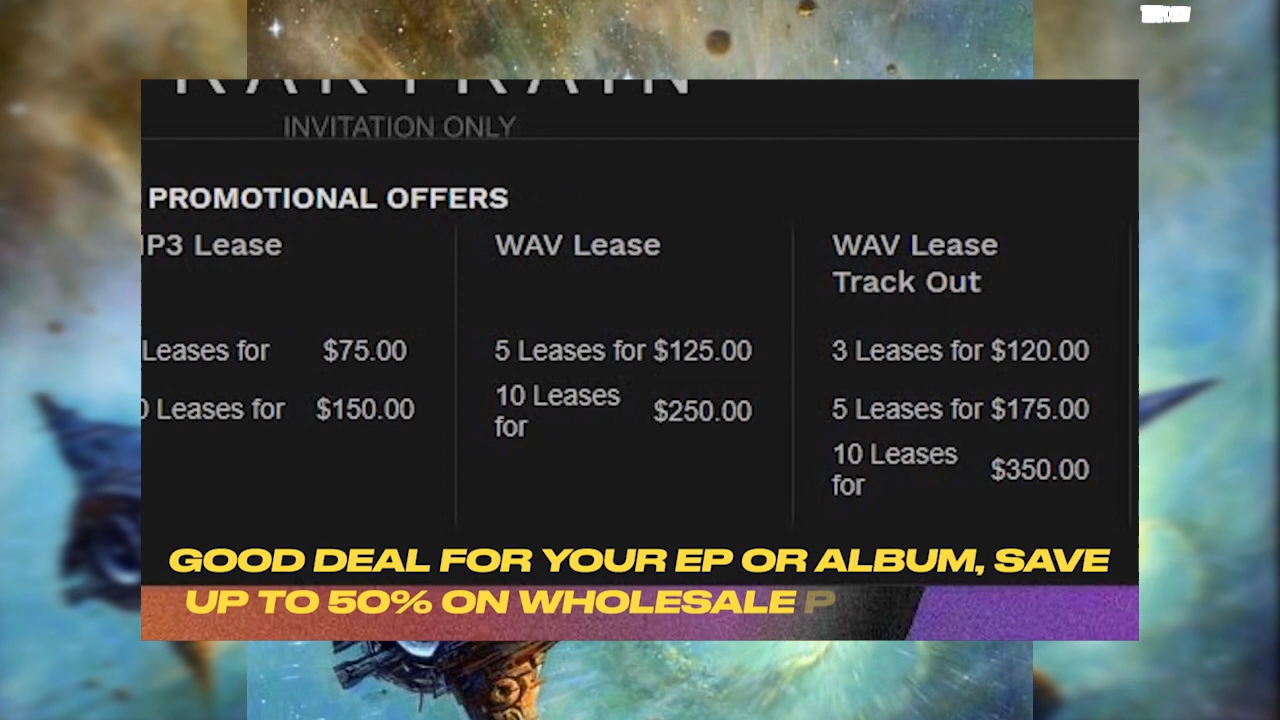 INVITATION ONLY
PROMOTIONAL OFFERS
P3 Lease
WAV Lease
WAV Lease
Track Out
Leases for $75.00
5 Leases for $125.00
3 Leases for $120.00
Leases for $150.00
10 Leases
for
$250.00
5 Leases for $175.00
10 Leases
for
$350.00
GOOD DEAL FOR YOUR EP OR ALBUM, SAVE
UP TO 50% ON WHOLESALE P